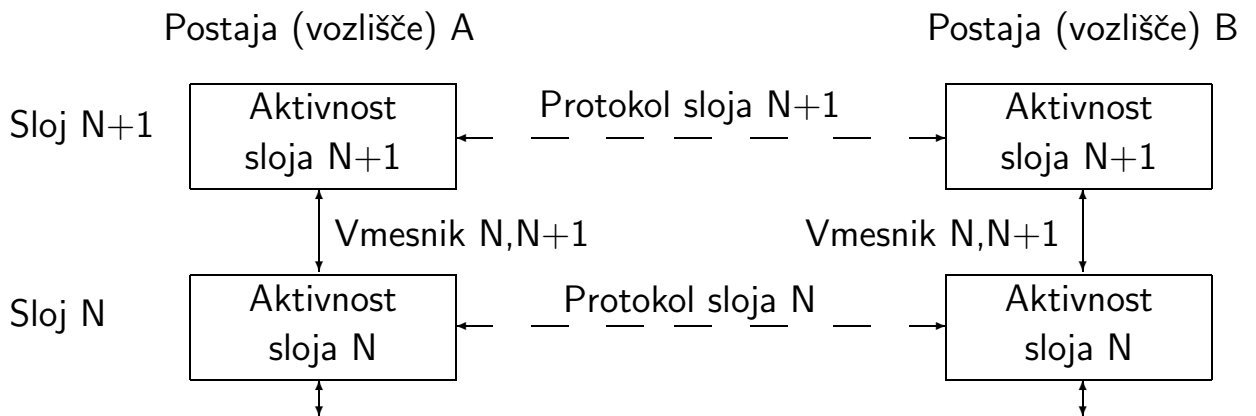 Postaja (vozlišče) A
Postaja (vozlišče) B
Sloj N+1
Aktivnost
sloja N+1
Protokol sloja N+1
Aktivnost
sloja N+1
Vmesnik N,N+1
Vmesnik N,N+1
Sloj N
Aktivnost
sloja N
Protokol sloja N
Aktivnost
sloja N